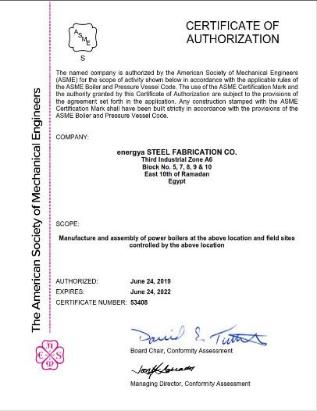 CERTIFICATE OF
AUTHORIZATION
ASME
S
The named company is authorized by the American Society of Mechanical Engineers
(ASME) for the scope of activity shown below in accordance with the applicable rules of
the ASME Boiler and Pressure Vessel Code. The use of the ASME Certification Mark and
the authority granted by this Certificate of Authorization are subject to the provisions of
the agreement set forth in the application. Any construction stamped with the ASME
Certification Mark shall have been built strictly in accordance with the provisions of the
ASME Boiler and Pressure Vessel Code.
COMPANY:
energya STEEL FABRICATION CO.
Third Industrial Zone A6
Block No. 5, 7, 8, 9 & 10
East 10th of Ramadan
Egypt
SCOPE:
Manufacture and assembly of power boilers at the above location and field sites
controlled by the above location
AUTHORIZED: June 24, 2019
EXPIRES: June 24, 2022
CERTIFICATE NUMBER: 53408
Board Chair, Conformity Assessment
Managing Director, Conformity Assessment
The American Society of Mechanical Engineers